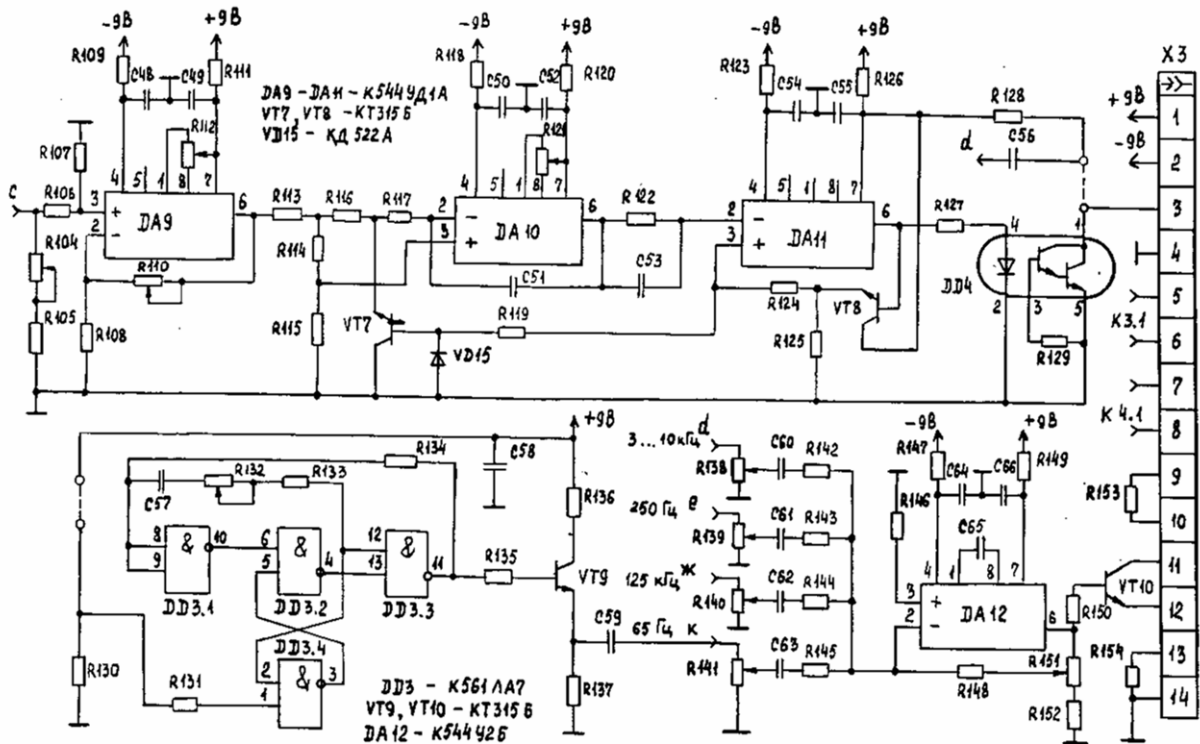 -9В +9В -9В +9В -9В +9В X3
R109 C48 C49 R111 R118 C50 C52 R120 R123 C54 C55 R126 R128 +9В 1
DA9 - DA11 - К544УД1А
VT7, VT8 - КТ315Б
VD15 - КД522А
R107 R112 R121 d C56 -9В 2
4 5 1 8 7 4 5 1 8 7 4 5 1 8 7
C R106 3 + DA9 6 R113 R116 R117 2 - DA10 6 R122 2 - DA11 6 R127 4 1 3
2 - 3 + 3 +
R104 R110 R114 C51 C53 R124 VT8 DD4 4
R105 R108 R115 VT7 R119 R125 2 3 5 5
VD15 R129 К3.1 6
7
К4.1 8
+9В
R134 C58 3...10 кГц d C60 R142 R147 -9В +9В R149
C57 R132 R133 R136 R138 C64 C66 R153 9
250 Гц е C61 R143 R146 C65 10
8 & 10 6 & 4 12 & 11 R135 R139
9 5 13 VT9 125 кГц ж C62 R144 4 1 8 7 VT10 11
DD3.1 DD3.2 DD3.3 R140 3 + DA12 6 R150 12
DD3.4 C59 65 Гц к C63 R145 2 -
R130 R131 2 & 3 R137 R141 R148 R151 R154 13
1 R152 14
DD3 - К561ЛА7
VT9, VT10 - КТ315Б
DA12 - К544У2Б